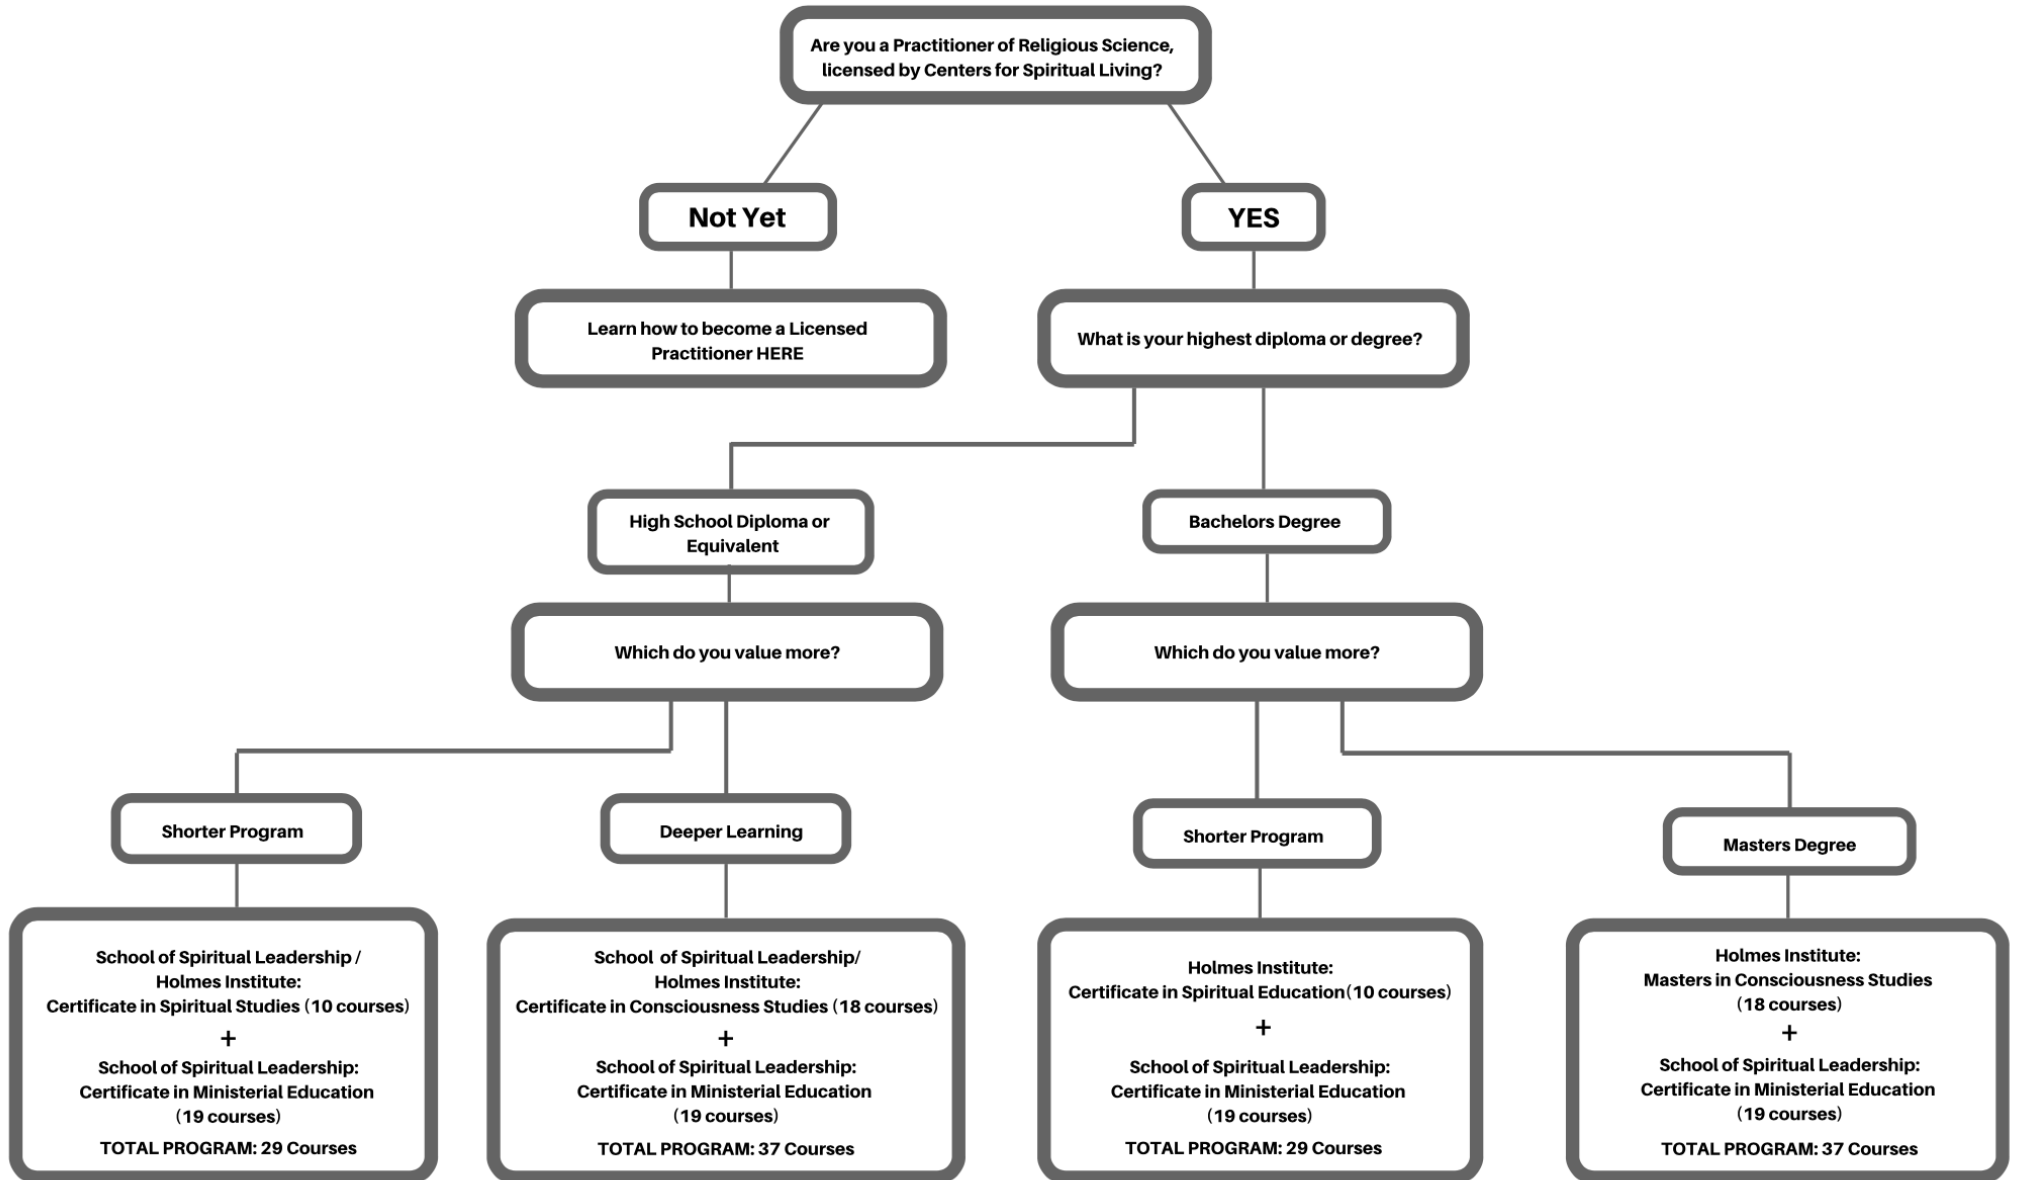 Are you a Practitioner of Religious Science,
licensed by Centers for Spiritual Living?
Not Yet
YES
Learn how to become a Licensed
Practitioner HERE
What is your highest diploma or degree?
High School Diploma or
Equivalent
Bachelors Degree
Which do you value more?
Which do you value more?
Shorter Program
Deeper Learning
Shorter Program
Masters Degree
School of Spiritual Leadership /
Holmes Institute:
Certificate in Spiritual Studies (10 courses)
+
School of Spiritual Leadership:
Certificate in Ministerial Education
(19 courses)
TOTAL PROGRAM: 29 Courses
School of Spiritual Leadership/
Holmes Institute:
Certificate in Consciousness Studies (18 courses)
+
School of Spiritual Leadership:
Certificate in Ministerial Education
(19 courses)
TOTAL PROGRAM: 37 Courses
Holmes Institute:
Certificate in Spiritual Education(10 courses)
+
School of Spiritual Leadership:
Certificate in Ministerial Education
(19 courses)
TOTAL PROGRAM: 29 Courses
Holmes Institute:
Masters in Consciousness Studies
(18 courses)
+
School of Spiritual Leadership:
Certificate in Ministerial Education
(19 courses)
TOTAL PROGRAM: 37 Courses